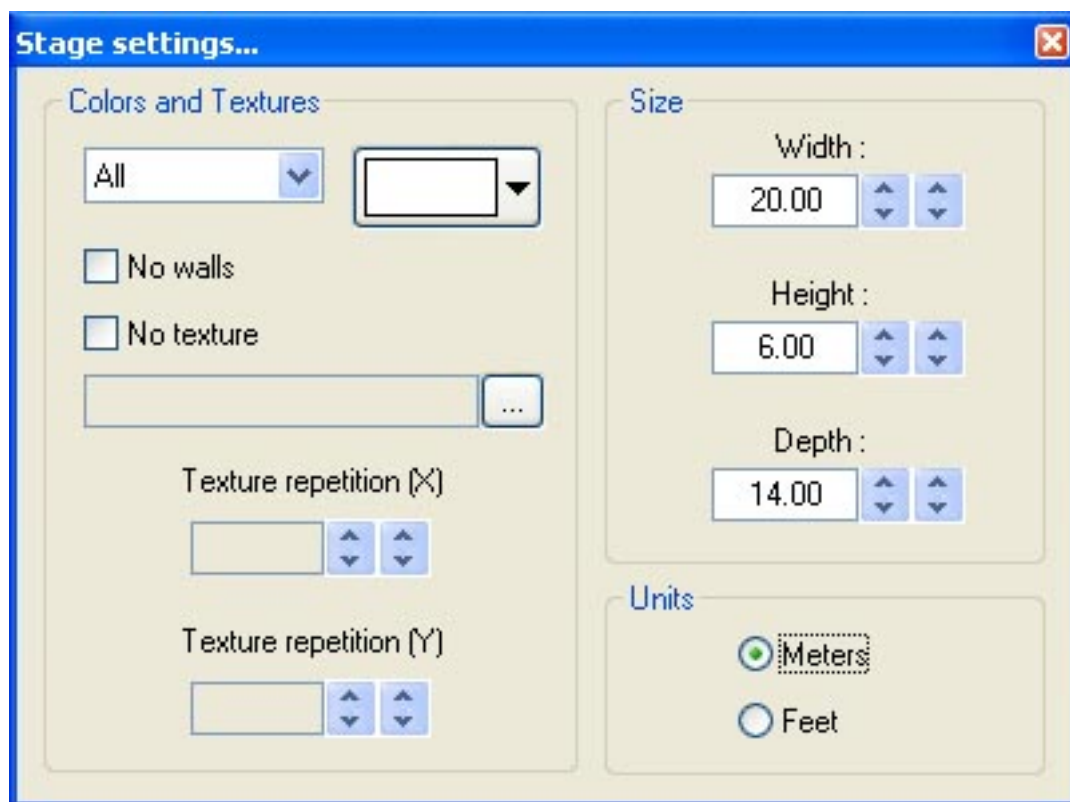 Stage settings...
Colors and Textures
All
No walls
No texture
...
Texture repetition (X)
Texture repetition (Y)
Size
Width :
20.00
Height :
6.00
Depth :
14.00
Units
Meters
Feet